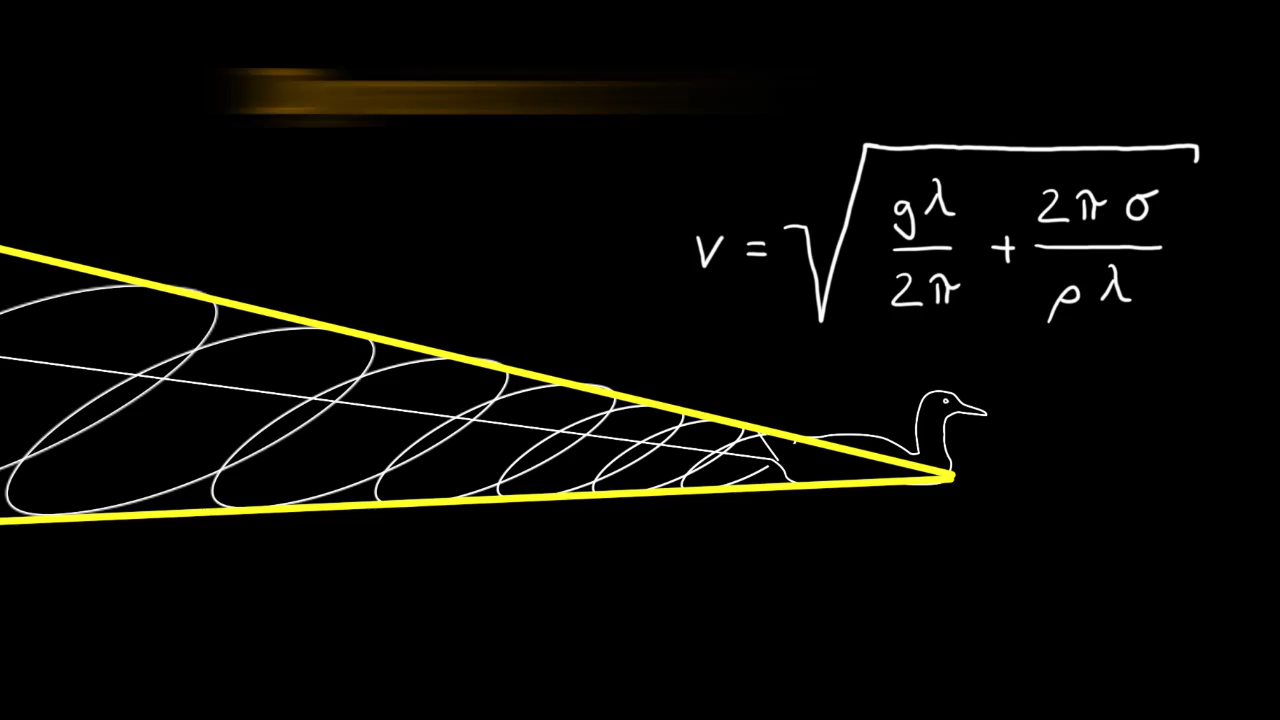 v = √(gλ/2π + 2πσ/ρλ)